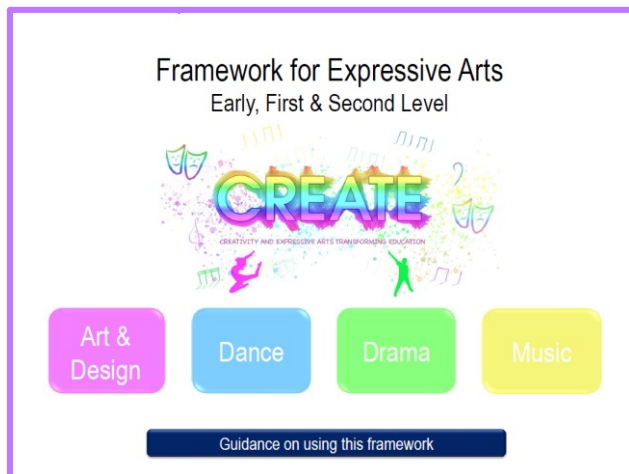 Framework for Expressive Arts
Early, First & Second Level
CREATE
CREATIVITY AND EXPRESSIVE ARTS TRANSFORMING EDUCATION
Art &
Design
Dance
Drama
Music
Guidance on using this framework